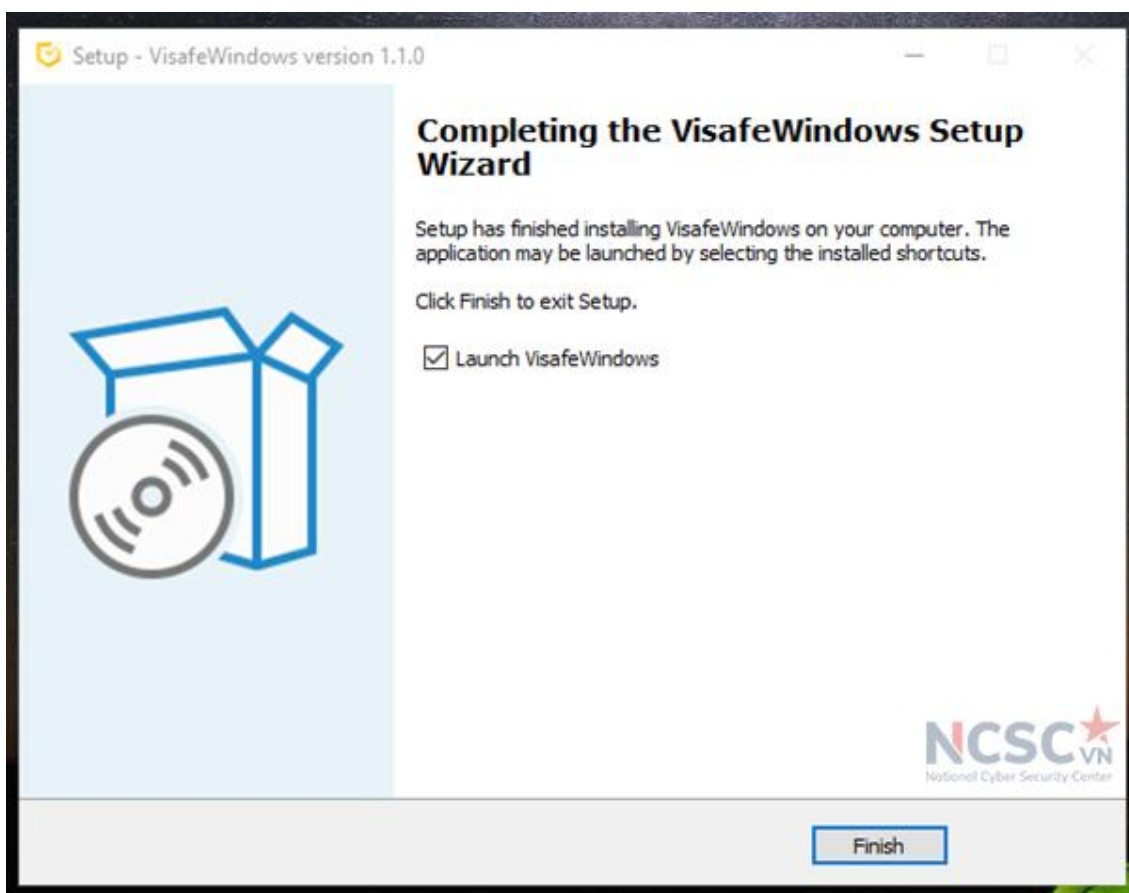 Setup - VisafeWindows version 1.1.0
Completing the VisafeWindows Setup
Wizard
Setup has finished installing VisafeWindows on your computer. The
application may be launched by selecting the installed shortcuts.
Click Finish to exit Setup.
Launch VisafeWindows
NCSC
VN
National Cyber Security Center
Finish